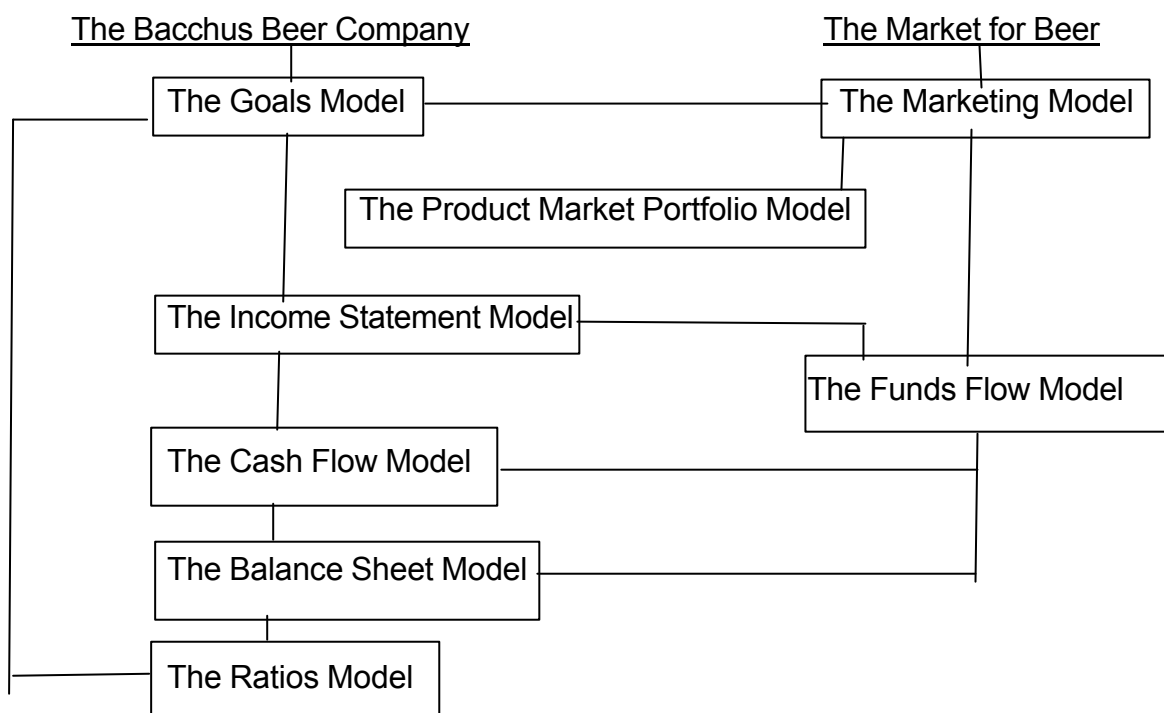 The Bacchus Beer Company
The Market for Beer
The Goals Model
The Marketing Model
The Product Market Portfolio Model
The Income Statement Model
The Funds Flow Model
The Cash Flow Model
The Balance Sheet Model
The Ratios Model